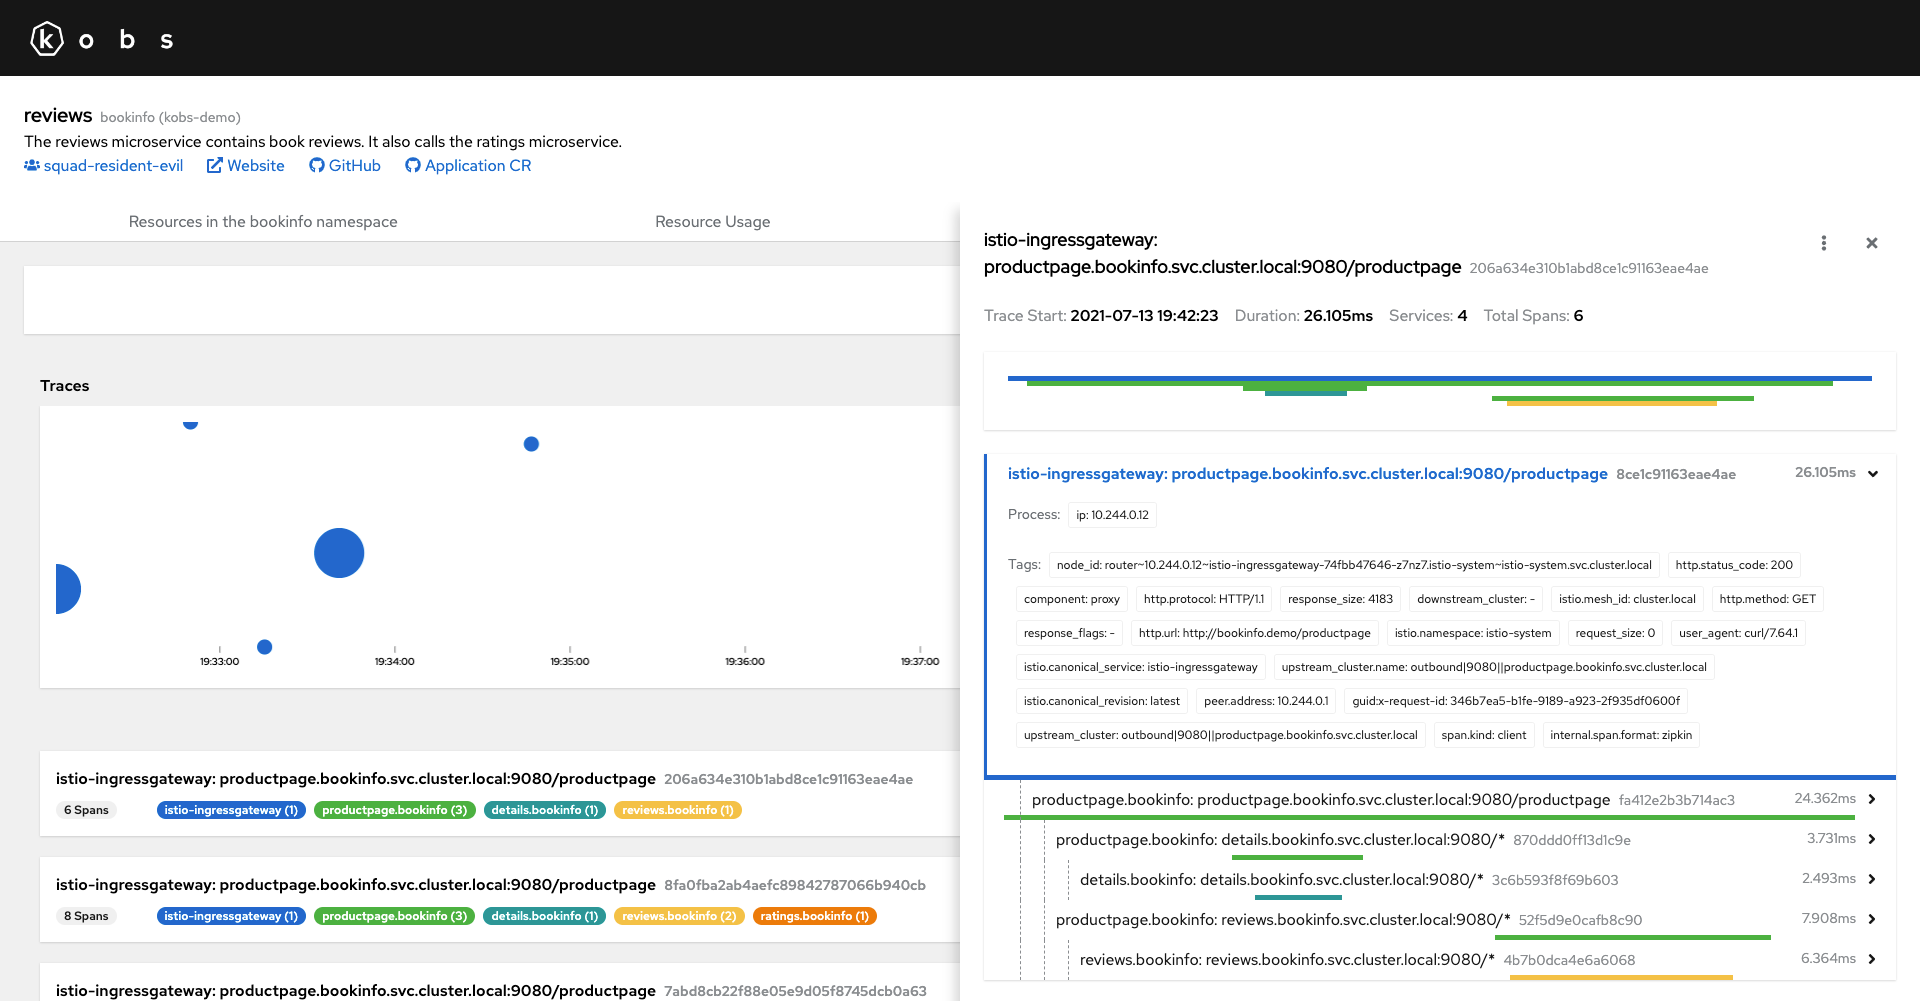 k o b s
reviews bookinfo (kobs-demo)
The reviews microservice contains book reviews. It also calls the ratings microservice.
squad-resident-evil Website GitHub Application CR
Resources in the bookinfo namespace Resource Usage
Traces
19:33:00 19:34:00 19:35:00 19:36:00 19:37:00
istio-ingressgateway: productpage.bookinfo.svc.cluster.local:9080/productpage 206a634e310b1abd8ce1c91163eae4ae
6 Spans istio-ingressgateway (1) productpage.bookinfo (3) details.bookinfo (1) reviews.bookinfo (1)
istio-ingressgateway: productpage.bookinfo.svc.cluster.local:9080/productpage 8fa0fba2ab4aefc89842787066b940cb
8 Spans istio-ingressgateway (1) productpage.bookinfo (3) details.bookinfo (1) reviews.bookinfo (2) ratings.bookinfo (1)
istio-ingressgateway: productpage.bookinfo.svc.cluster.local:9080/productpage 7abd8cb22f88e05e9d05f8745dcb0a63
istio-ingressgateway:
productpage.bookinfo.svc.cluster.local:9080/productpage 206a634e310b1abd8ce1c91163eae4ae
Trace Start: 2021-07-13 19:42:23 Duration: 26.105ms Services: 4 Total Spans: 6
istio-ingressgateway: productpage.bookinfo.svc.cluster.local:9080/productpage 8ce1c91163eae4ae 26.105ms
Process: ip: 10.244.0.12
Tags: node_id: router~10.244.0.12~istio-ingressgateway-74fbb47646-z7nz7.istio-system~istio-system.svc.cluster.local http.status_code: 200
component: proxy http.protocol: HTTP/1.1 response_size: 4183 downstream_cluster: - istio.mesh_id: cluster.local http.method: GET
response_flags: - http.url: http://bookinfo.demo/productpage istio.namespace: istio-system request_size: 0 user_agent: curl/7.64.1
istio.canonical_service: istio-ingressgateway upstream_cluster.name: outbound|9080||productpage.bookinfo.svc.cluster.local
istio.canonical_revision: latest peer.address: 10.244.0.1 guid:x-request-id: 346b7ea5-b1fe-9189-a923-2f935df0600f
upstream_cluster: outbound|9080||productpage.bookinfo.svc.cluster.local span.kind: client internal.span.format: zipkin
productpage.bookinfo: productpage.bookinfo.svc.cluster.local:9080/productpage fa412e2b3b714ac3 24.362ms
productpage.bookinfo: details.bookinfo.svc.cluster.local:9080/* 870ddd0ff13d1c9e 3.731ms
details.bookinfo: details.bookinfo.svc.cluster.local:9080/* 3c6b593f8f69b603 2.493ms
productpage.bookinfo: reviews.bookinfo.svc.cluster.local:9080/* 52f5d9e0cafb8c90 7.908ms
reviews.bookinfo: reviews.bookinfo.svc.cluster.local:9080/* 4b7b0dca4e6a6068 6.364ms